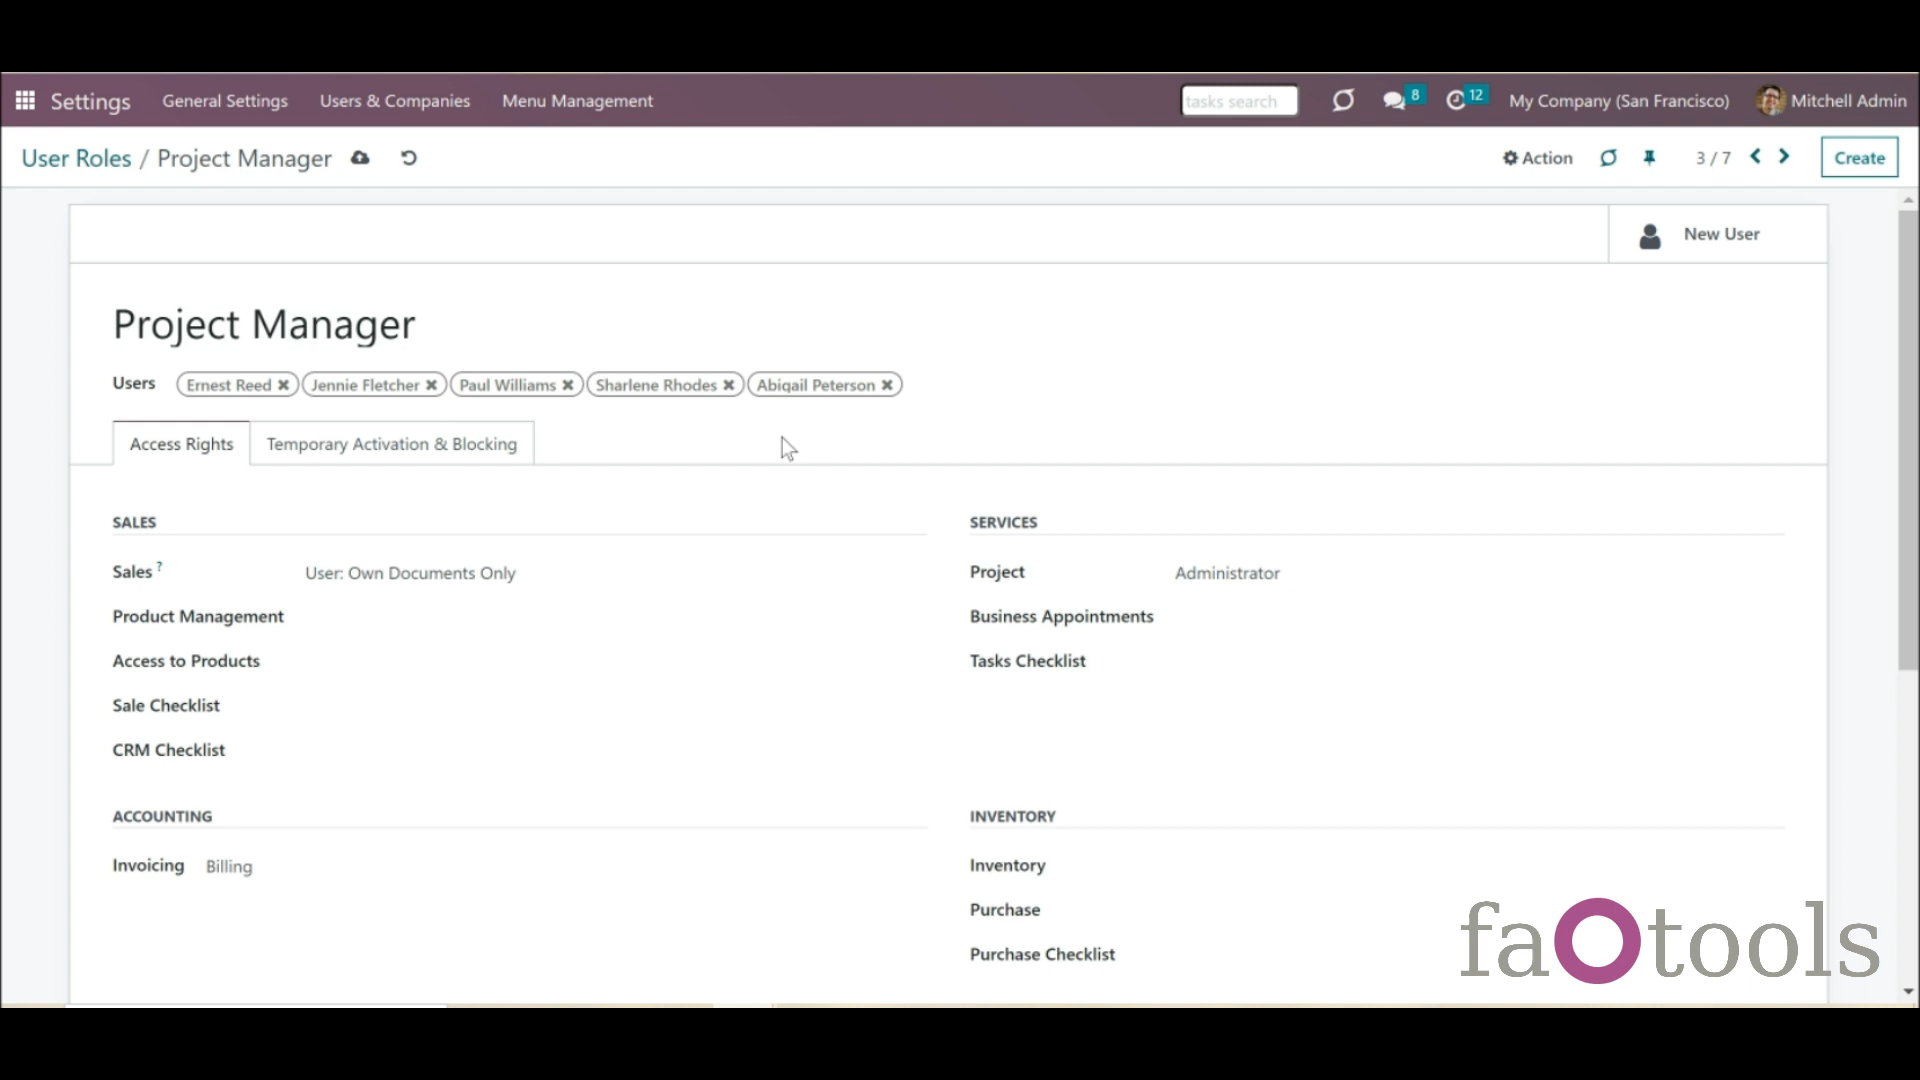 Settings General Settings Users & Companies Menu Management tasks search 8 12 My Company (San Francisco) Mitchell Admin
User Roles / Project Manager Action 3 / 7 Create
New User
Project Manager
Users Ernest Reed Jennie Fletcher Paul Williams Sharlene Rhodes Abigail Peterson
Access Rights Temporary Activation & Blocking
SALES SERVICES
Sales ? User: Own Documents Only Project Administrator
Product Management Business Appointments
Access to Products Tasks Checklist
Sale Checklist
CRM Checklist
ACCOUNTING INVENTORY
Invoicing Billing Inventory
Purchase
Purchase Checklist
faOtools